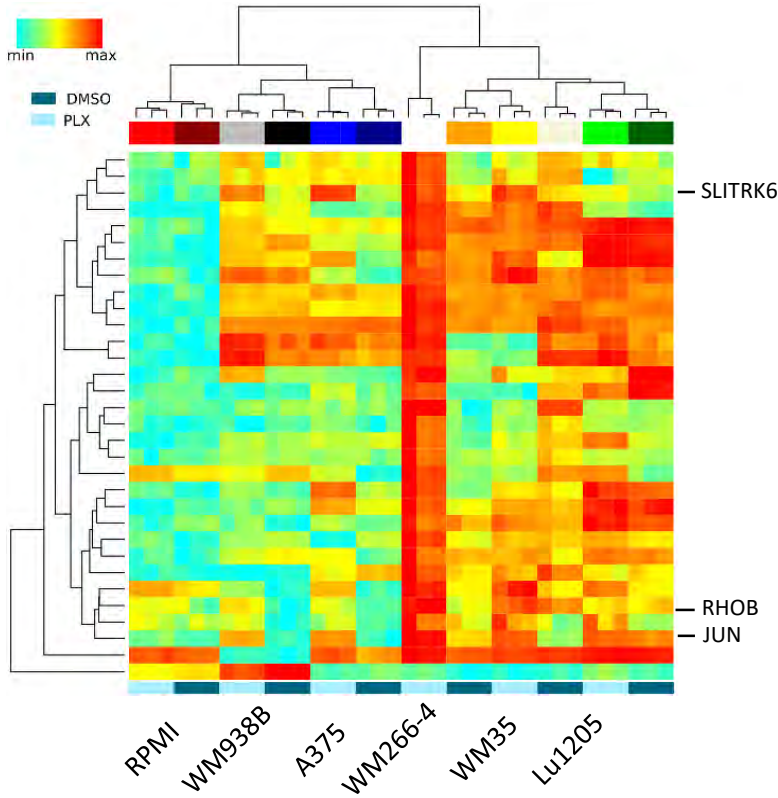 min
max
DMSO
PLX
SLITRK6
RHOB
JUN
RPMI
WM938B
A375
WM266-4
WM35
Lu1205